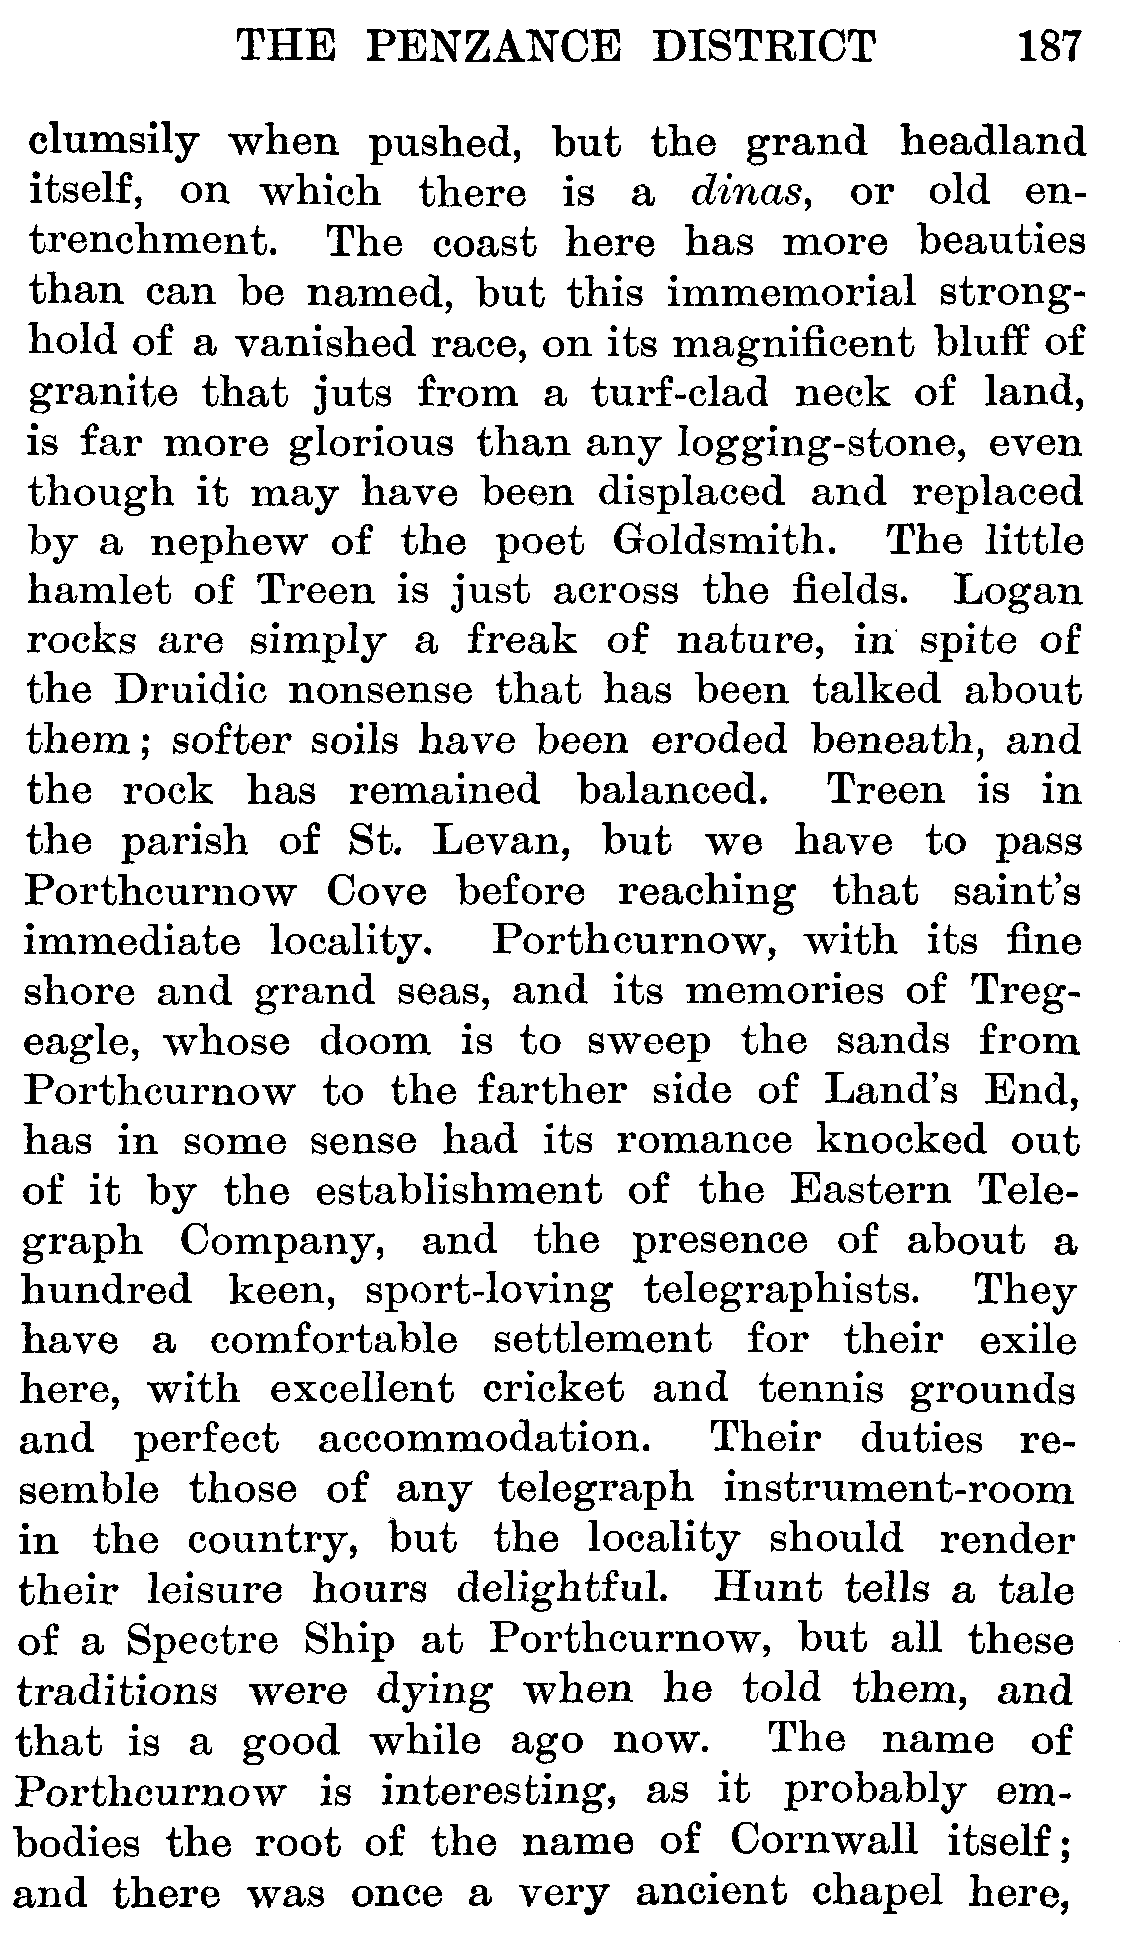 THE PENZANCE DISTRICT 187
clumsily when pushed, but the grand headland
itself, on which there is a dinas, or old en-
trenchment. The coast here has more beauties
than can be named, but this immemorial strong-
hold of a vanished race, on its magnificent bluff of
granite that juts from a turf-clad neck of land,
is far more glorious than any logging-stone, even
though it may have been displaced and replaced
by a nephew of the poet Goldsmith. The little
hamlet of Treen is just across the fields. Logan
rocks are simply a freak of nature, in spite of
the Druidic nonsense that has been talked about
them; softer soils have been eroded beneath, and
the rock has remained balanced. Treen is in
the parish of St. Levan, but we have to pass
Porthcurnow Cove before reaching that saint's
immediate locality. Porthcurnow, with its fine
shore and grand seas, and its memories of Treg-
eagle, whose doom is to sweep the sands from
Porthcurnow to the farther side of Land's End,
has in some sense had its romance knocked out
of it by the establishment of the Eastern Tele-
graph Company, and the presence of about a
hundred keen, sport-loving telegraphists. They
have a comfortable settlement for their exile
here, with excellent cricket and tennis grounds
and perfect accommodation. Their duties re-
semble those of any telegraph instrument-room
in the country, but the locality should render
their leisure hours delightful. Hunt tells a tale
of a Spectre Ship at Porthcurnow, but all these
traditions were dying when he told them, and
that is a good while ago now. The name of
Porthcurnow is interesting, as it probably em-
bodies the root of the name of Cornwall itself;
and there was once a very ancient chapel here,